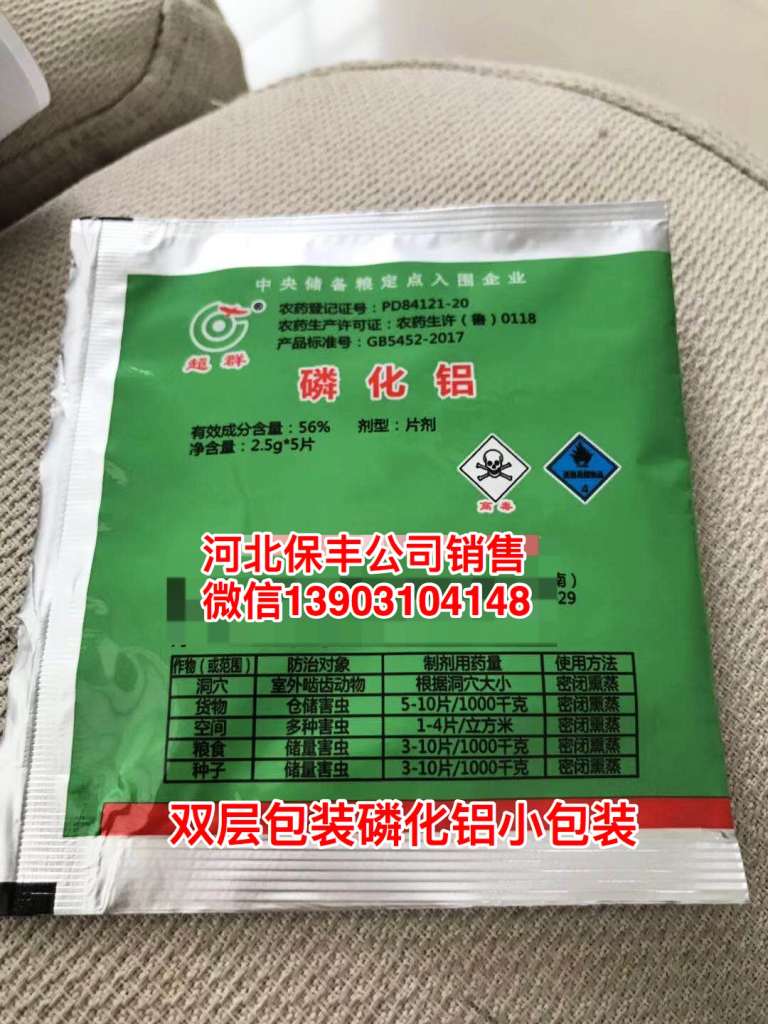 中央储备粮定点入围企业
农药登记证号：PD84121-20
农药生产许可证：农药生许（鲁）0118
产品标准号：GB5452-2017
超群
®
磷化铝
有效成分含量：56% 剂型：片剂
净含量：2.5g*5片
高毒
4
河北保丰公司销售
南）
微信13903104148
29
作物（或范围） 防治对象 制剂用药量 使用方法
洞穴 室外啮齿动物 根据洞穴大小 密闭熏蒸
货物 仓储害虫 5-10片/1000千克 密闭熏蒸
空间 多种害虫 1-4片/立方米 密闭熏蒸
粮食 储量害虫 3-10片/1000千克 密闭熏蒸
种子 储量害虫 3-10片/1000千克 密闭熏蒸
双层包装磷化铝小包装